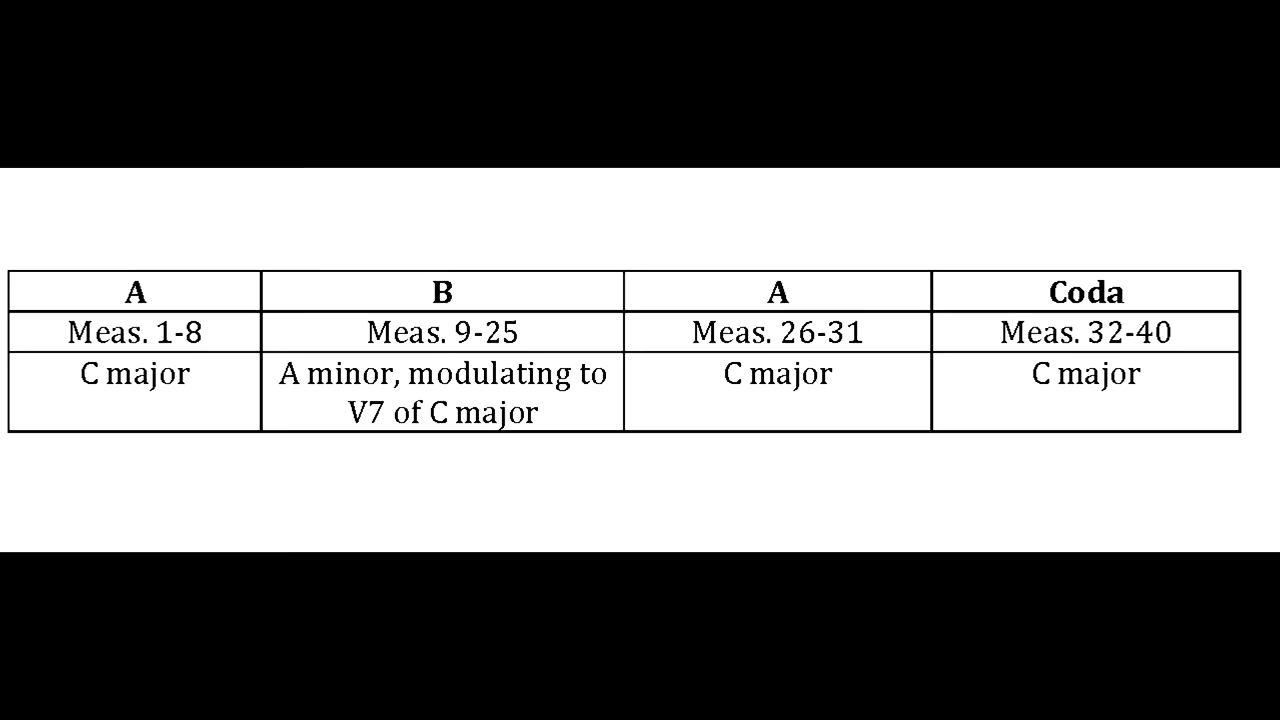 A B A Coda
Meas. 1-8 Meas. 9-25 Meas. 26-31 Meas. 32-40
C major A minor, modulating to C major C major
V7 of C major